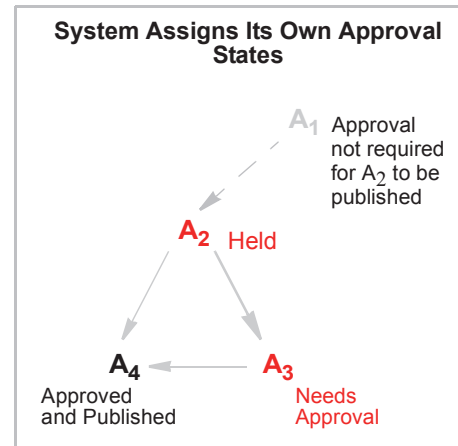 System Assigns Its Own Approval
States
A1 Approval
not required
for A2 to be
published
A2 Held
A4 A3
Approved Needs
and Published Approval